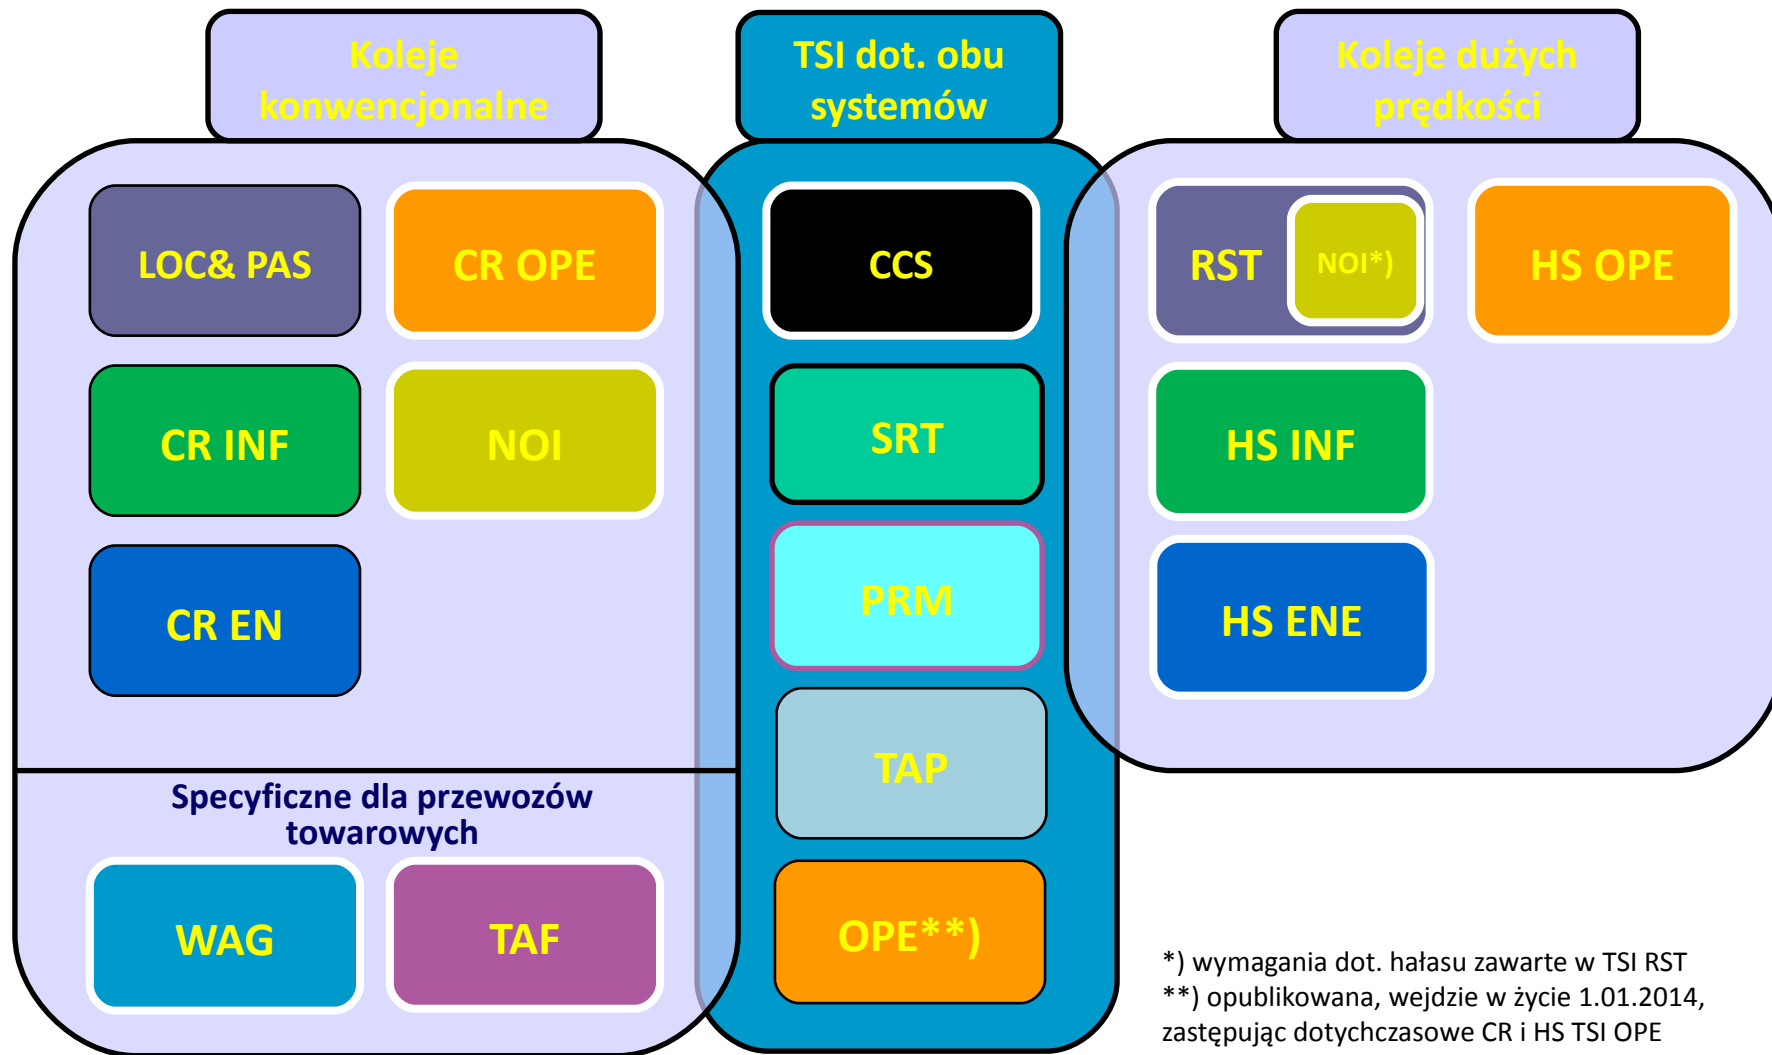 Koleje
konwencjonalne
TSI dot. obu
systemów
Koleje dużych
prędkości
LOC& PAS
CR OPE
CCS
RST
NOI*)
HS OPE
CR INF
NOI
SRT
HS INF
CR EN
PRM
HS ENE
TAP
Specyficzne dla przewozów
towarowych
WAG
TAF
OPE**)
*) wymagania dot. hałasu zawarte w TSI RST
**) opublikowana, wejdzie w życie 1.01.2014,
zastępując dotychczasowe CR i HS TSI OPE